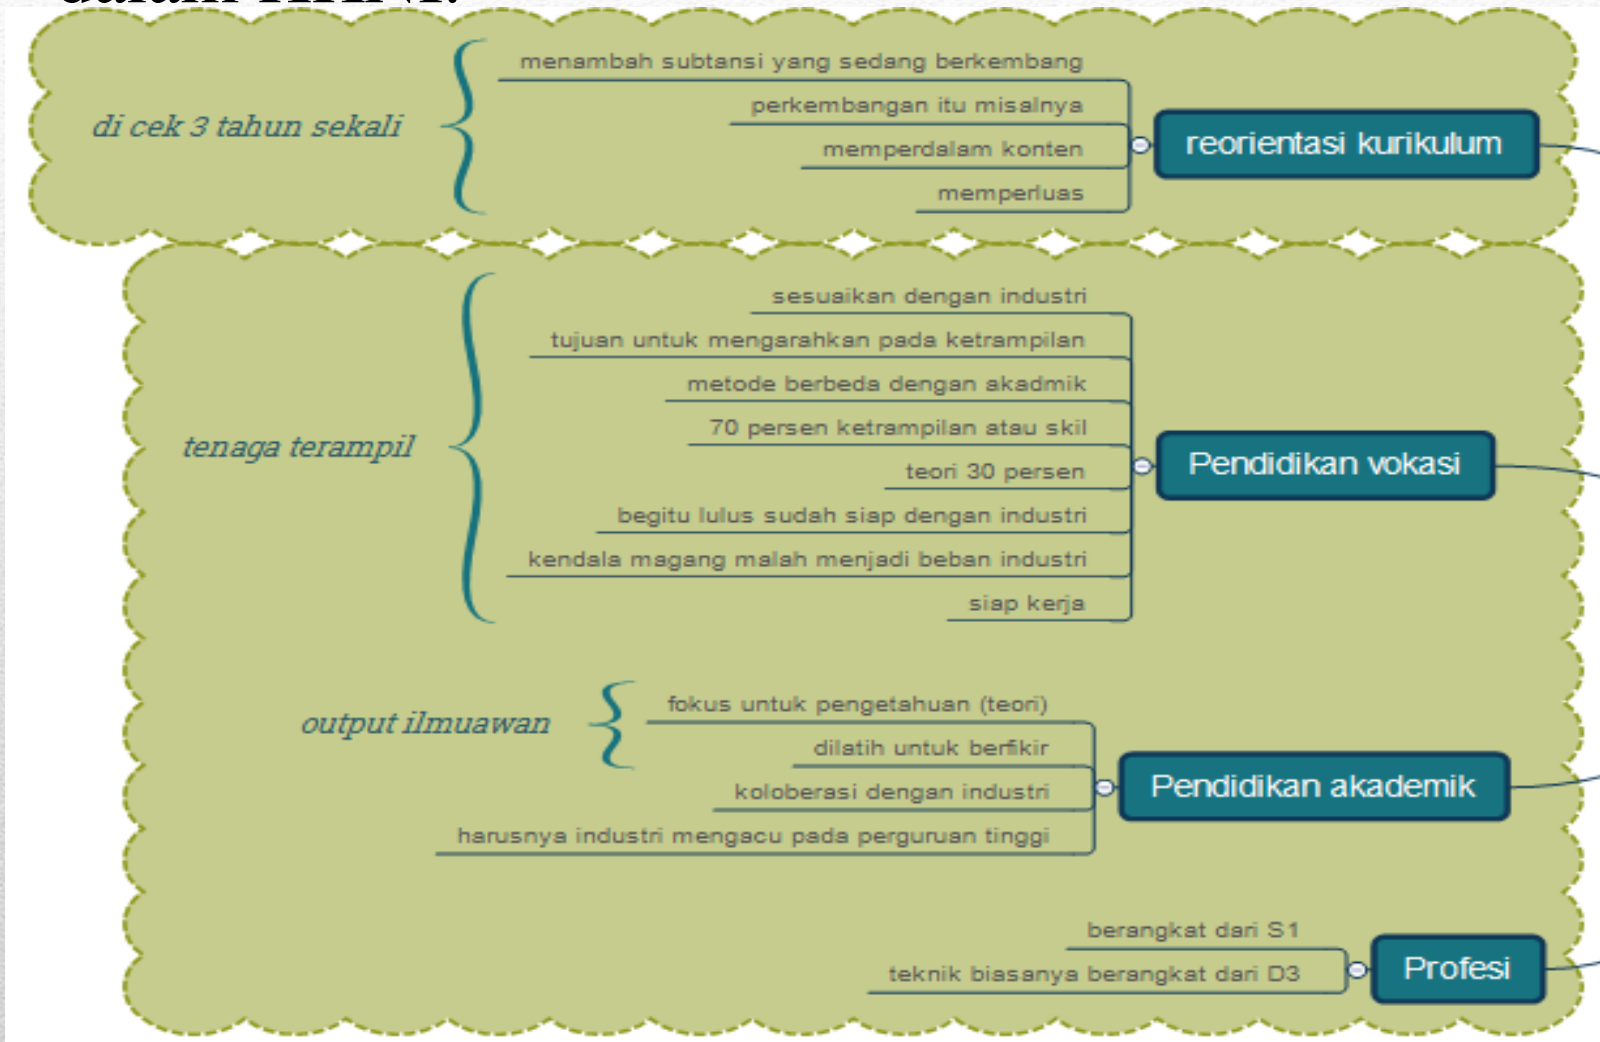 menambah subtansi yang sedang berkembang
perkembangan itu misalnya
memperdalam konten
memperluas
di cek 3 tahun sekali
reorientasi kurikulum
sesuaikan dengan industri
tujuan untuk mengarahkan pada ketrampilan
metode berbeda dengan akadmik
70 persen ketrampilan atau skil
teori 30 persen
begitu lulus sudah siap dengan industri
kendala magang malah menjadi beban industri
siap kerja
tenaga terampil
Pendidikan vokasi
fokus untuk pengetahuan (teori)
dilatih untuk berfikir
koloberasi dengan industri
harusnya industri mengacu pada perguruan tinggi
output ilmuawan
Pendidikan akademik
berangkat dari S1
teknik biasanya berangkat dari D3
Profesi